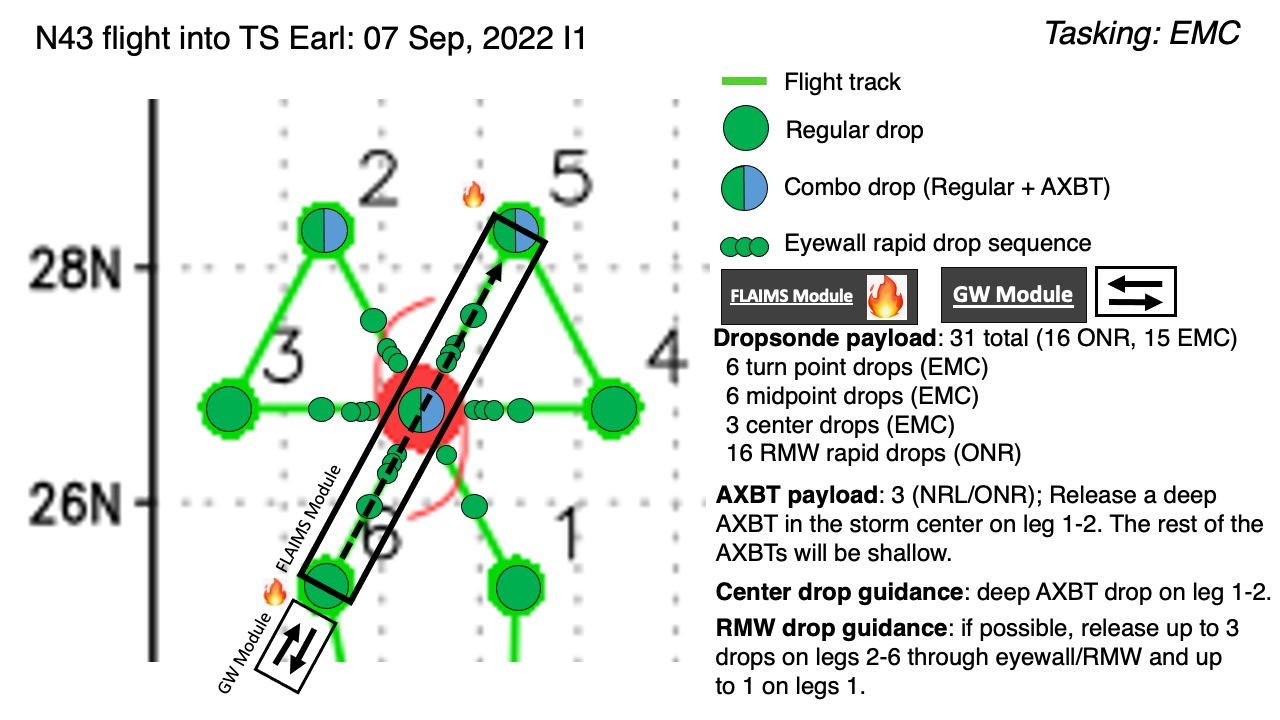 N43 flight into TS Earl: 07 Sep, 2022 I1
Tasking: EMC
Flight track
Regular drop
Combo drop (Regular + AXBT)
Eyewall rapid drop sequence
FLAIMS Module
GW Module
2
5
28N
3
4
26N
6
1
FLAIMS Module
GW Module
Dropsonde payload: 31 total (16 ONR, 15 EMC)
6 turn point drops (EMC)
6 midpoint drops (EMC)
3 center drops (EMC)
16 RMW rapid drops (ONR)
AXBT payload: 3 (NRL/ONR); Release a deep
AXBT in the storm center on leg 1-2. The rest of the
AXBTs will be shallow.
Center drop guidance: deep AXBT drop on leg 1-2.
RMW drop guidance: if possible, release up to 3
drops on legs 2-6 through eyewall/RMW and up
to 1 on legs 1.